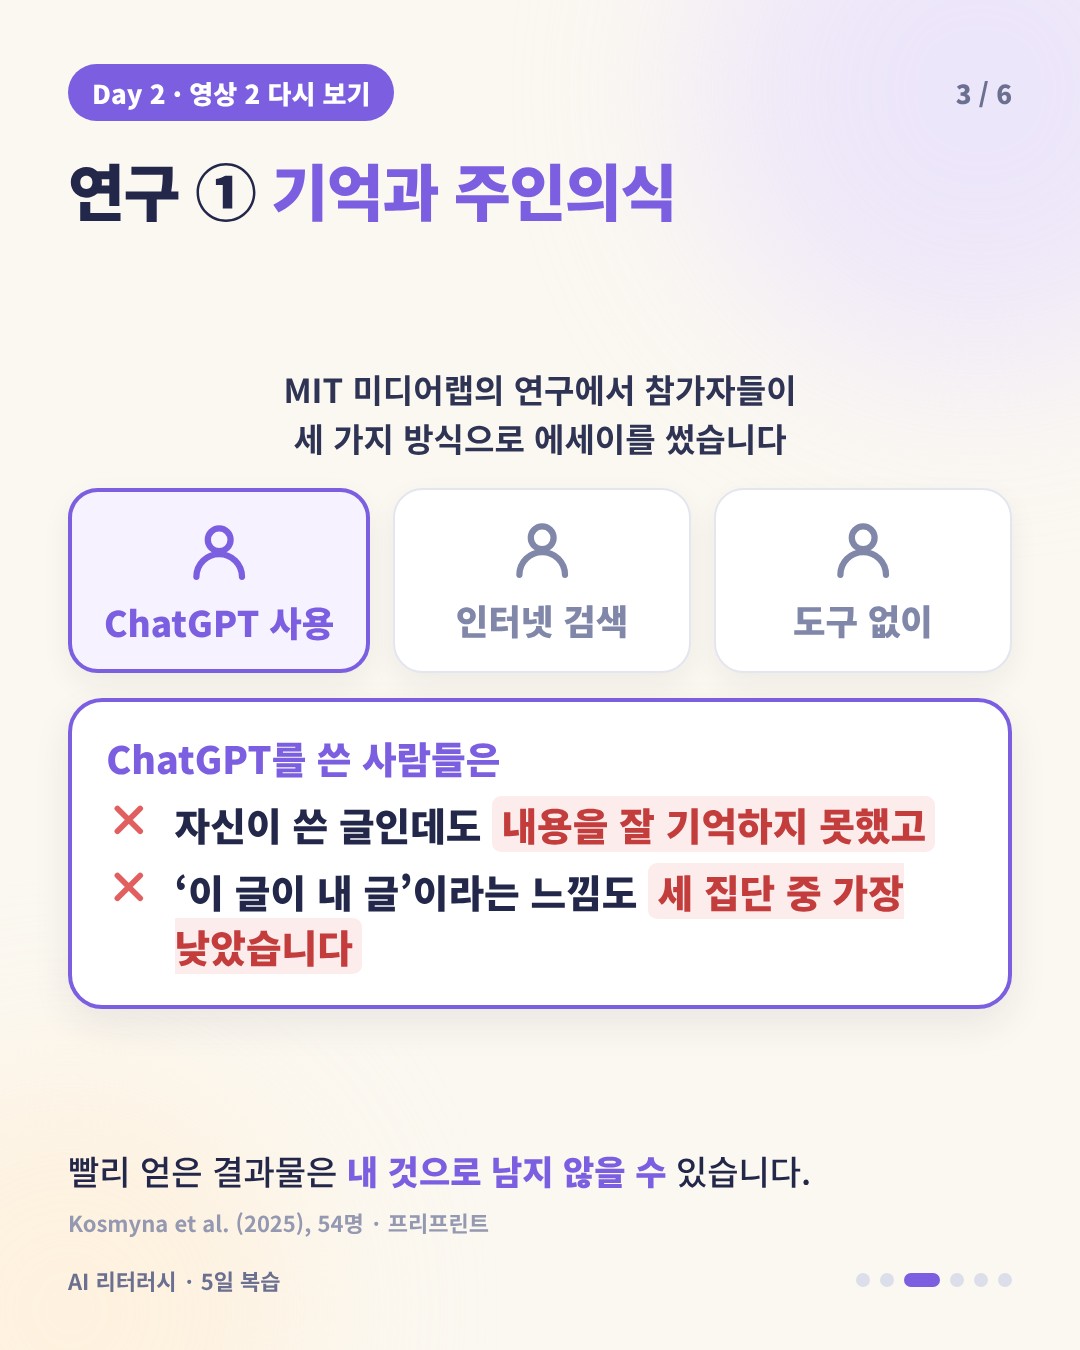 Day 2 · 영상 2 다시 보기
3 / 6
연구 ① 기억과 주인의식
MIT 미디어랩의 연구에서 참가자들이
세 가지 방식으로 에세이를 썼습니다
ChatGPT 사용
인터넷 검색
도구 없이
ChatGPT를 쓴 사람들은
자신이 쓴 글인데도 내용을 잘 기억하지 못했고
‘이 글이 내 글’이라는 느낌도 세 집단 중 가장
낮았습니다
빨리 얻은 결과물은 내 것으로 남지 않을 수 있습니다.
Kosmyna et al. (2025), 54명 · 프리프린트
AI 리터러시 · 5일 복습